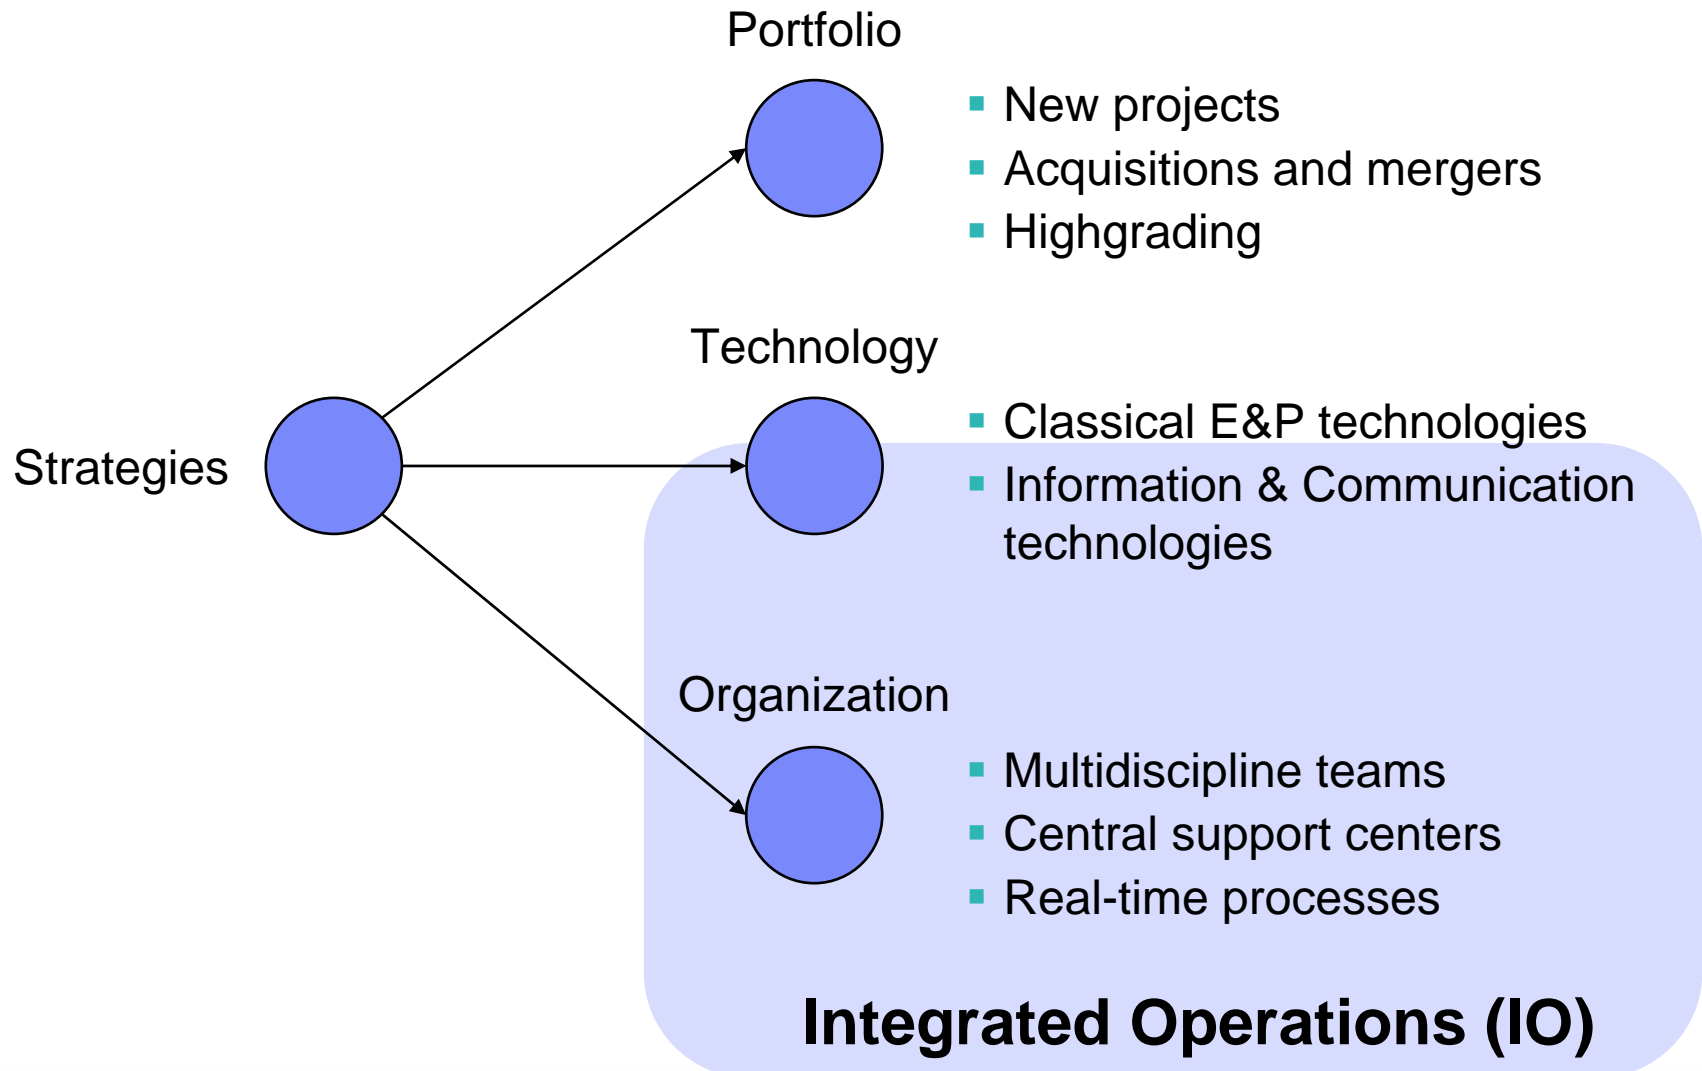 Portfolio
▪ New projects
▪ Acquisitions and mergers
▪ Highgrading
Technology
▪ Classical E&P technologies
Strategies
▪ Information & Communication
technologies
Organization
▪ Multidiscipline teams
▪ Central support centers
▪ Real-time processes
Integrated Operations (IO)